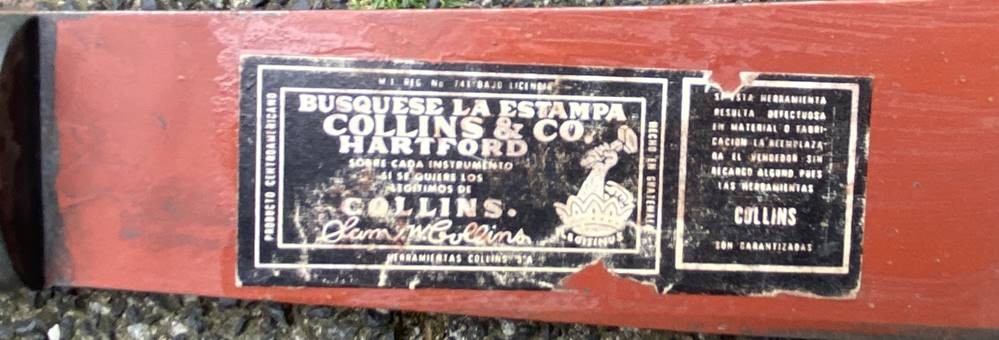 M.I. REG. No 741 BAJO LICENCIA
PRODUCTO CENTROAMERICANO
BUSQUESE LA ESTAMPA
COLLINS & CO.
HARTFORD
SOBRE CADA INSTRUMENTO
SI SE QUIERE LOS
LEGITIMOS DE
COLLINS.
Sam W Collins
LEGITIMUS
HECHO EN GUATEMALA
HERRAMIENTAS COLLINS S A
SI ESTA HERRAMIENTA
RESULTA DEFECTUOSA
EN MATERIAL O FABRI-
CACION LA REEMPLAZA-
RA EL VENDEDOR SIN
RECARGO ALGUNO, PUES
LAS HERRAMIENTAS
COLLINS
SON GARANTIZADAS